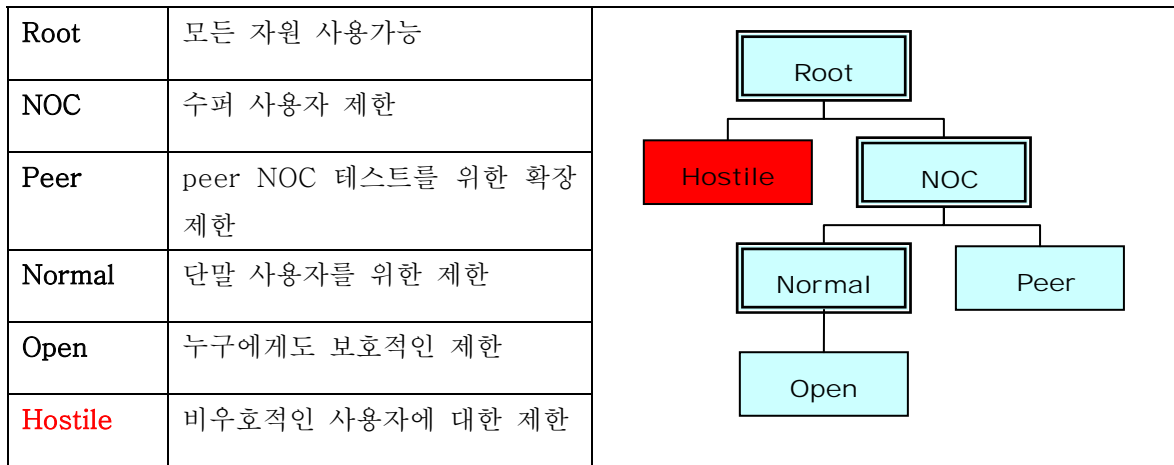 Root 모든 자원 사용가능
NOC 수퍼 사용자 제한
Peer peer NOC 테스트를 위한 확장
제한
Normal 단말 사용자를 위한 제한
Open 누구에게도 보호적인 제한
Hostile 비우호적인 사용자에 대한 제한
Root
Hostile NOC
Normal Peer
Open